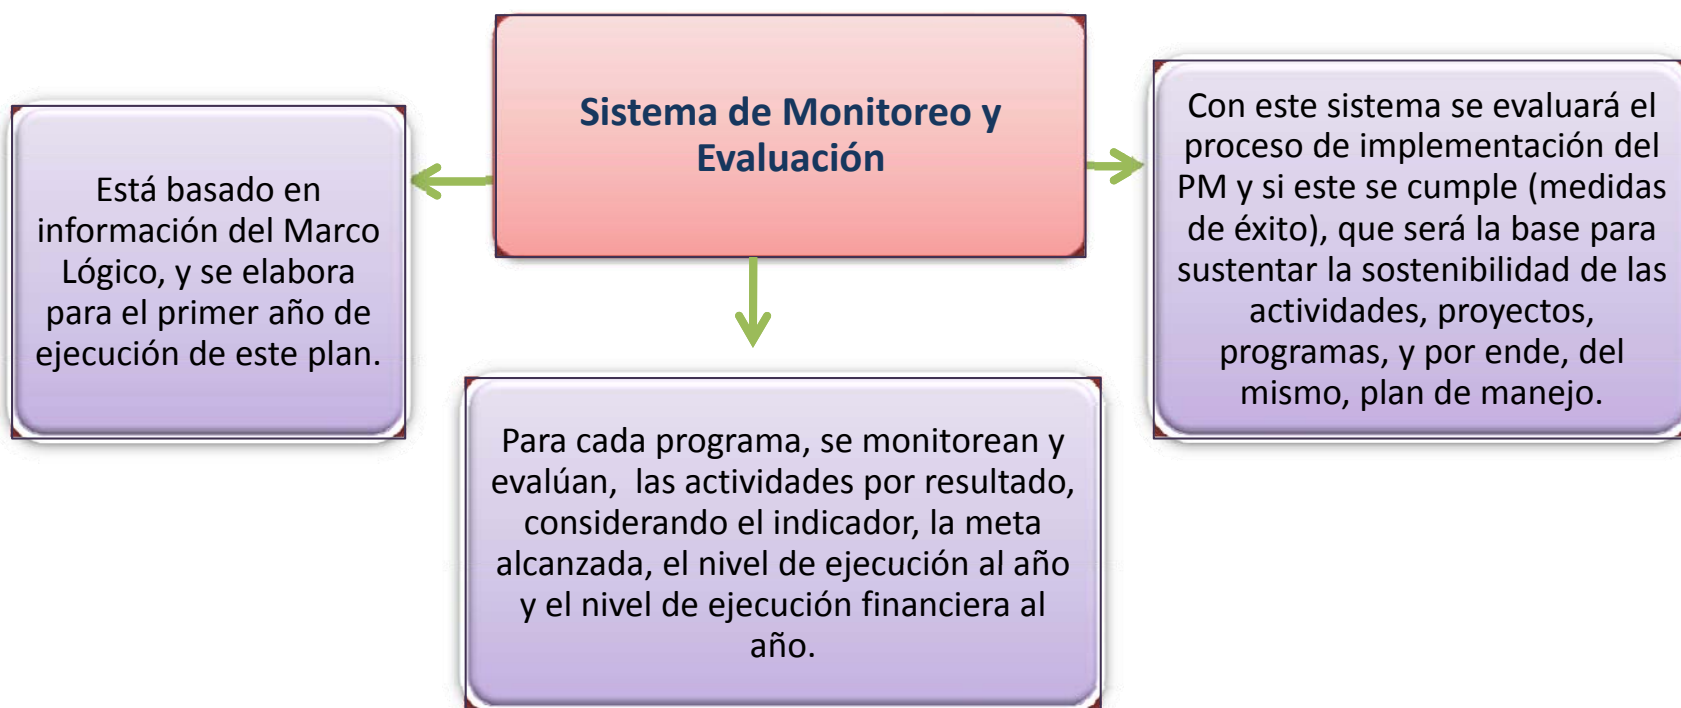 Sistema de Monitoreo y
Evaluación
Está basado en
información del Marco
Lógico, y se elabora
para el primer año de
ejecución de este plan.
Para cada programa, se monitorean y
evalúan,  las actividades por resultado,
considerando el indicador, la meta
alcanzada, el nivel de ejecución al año
y el nivel de ejecución financiera al
año.
Con este sistema se evaluará el
proceso de implementación del
PM y si este se cumple (medidas
de éxito), que será la base para
sustentar la sostenibilidad de las
actividades, proyectos,
programas, y por ende, del
mismo, plan de manejo.